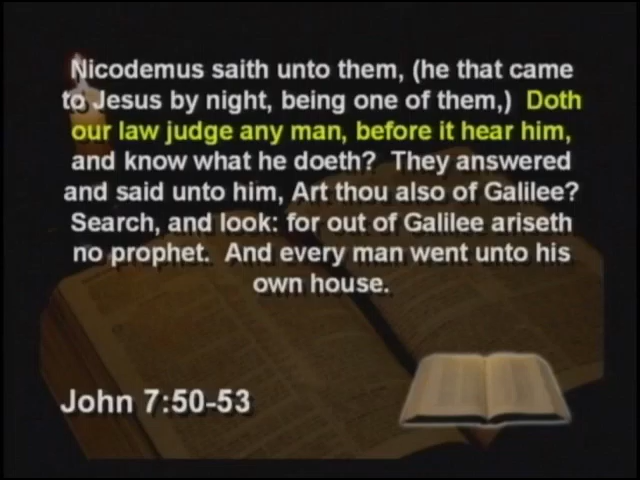 Nicodemus saith unto them, (he that came
to Jesus by night, being one of them,)  Doth
our law judge any man, before it hear him,
and know what he doeth?  They answered
and said unto him, Art thou also of Galilee?
Search, and look: for out of Galilee ariseth
no prophet.  And every man went unto his
own house.
John 7:50-53